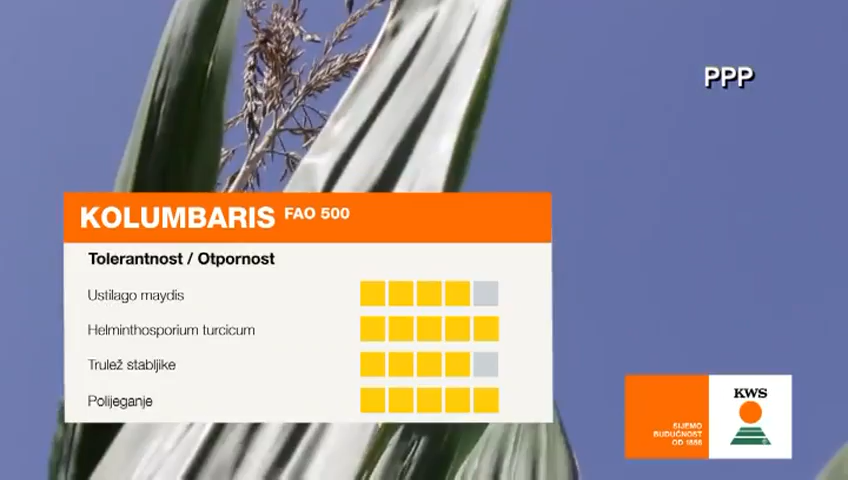 PPP
KOLUMBARIS FAO 500
Tolerantnost / Otpornost
Ustilago maydis
Helminthosporium turcicum
Trulež stabljike
Polijeganje
KWS
SIJEMO
BUDUĆNOST
OD 1856